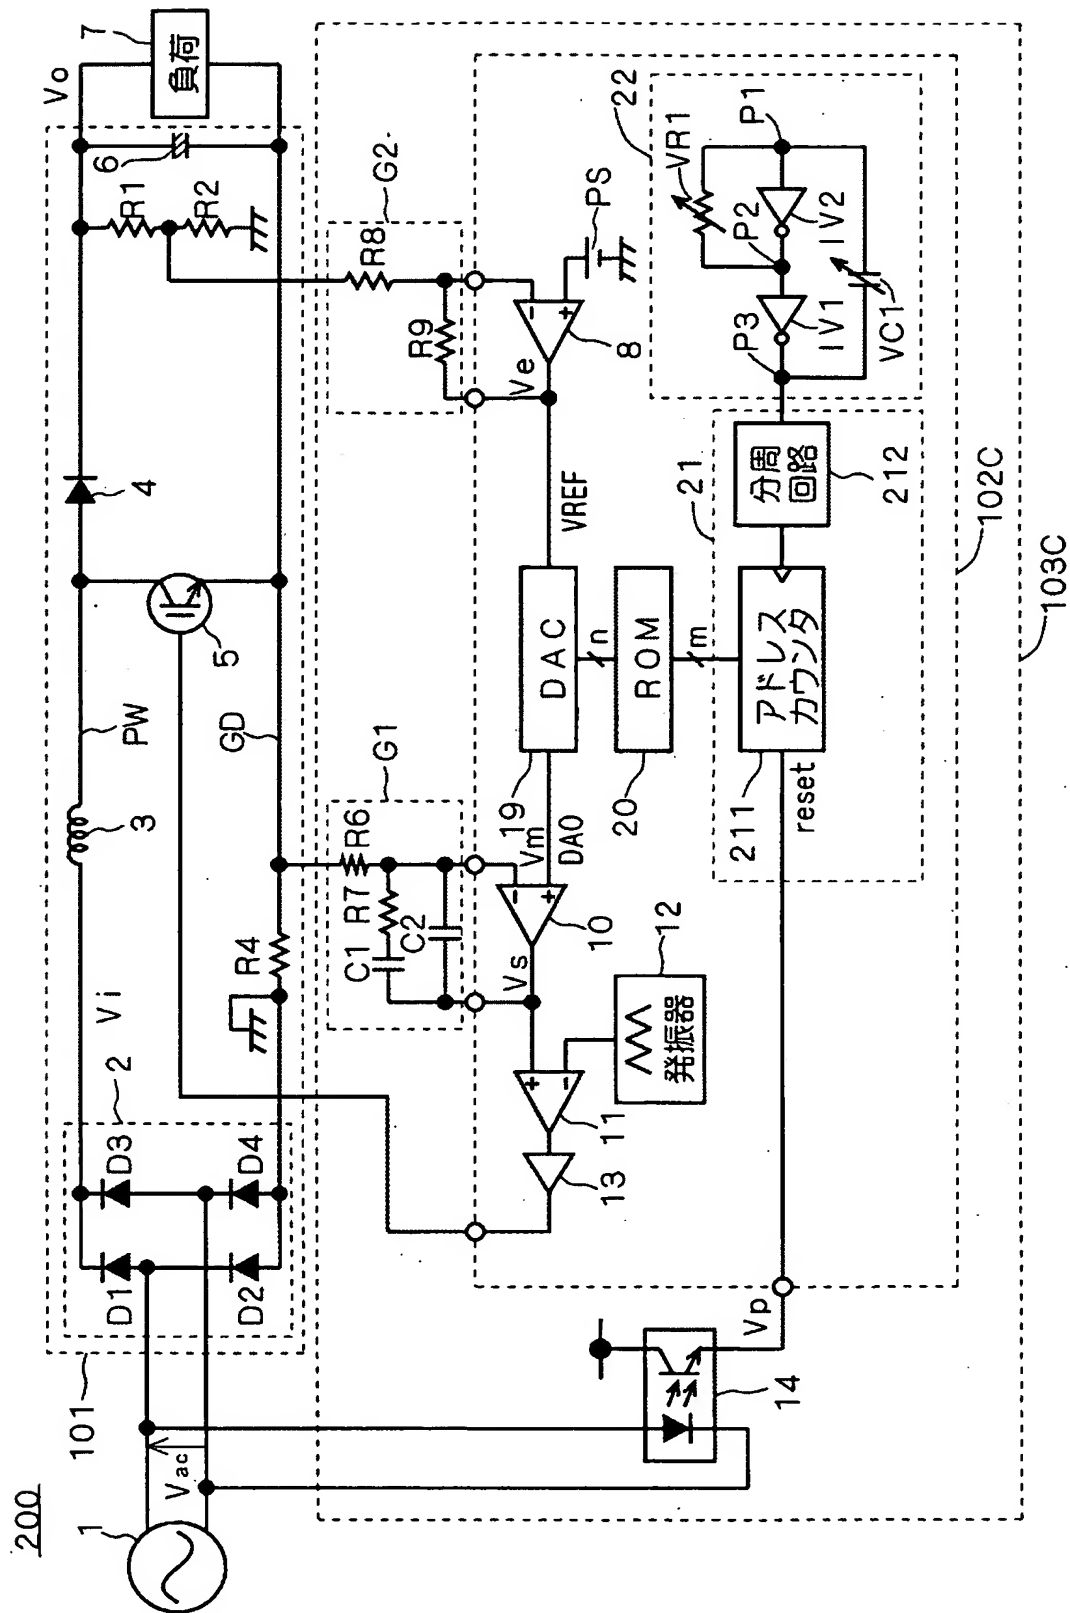 200
1
Vac
101
D1
D3
D2
D4
2
Vi
3
PW
4
Vo
7
負荷
6
R1
R2
5
GD
R4
G1
R6
R7
C1
C2
G2
R8
R9
PS
8
Ve
VREF
19
DAC
Vm
DAO
10
Vs
11
12
発振器
13
n
ROM
20
m
21
211
アドレス
カウンタ
reset
分周
回路
212
22
VR1
P1
P2
P3
IV2
IV1
VC1
Vp
14
102C
103C